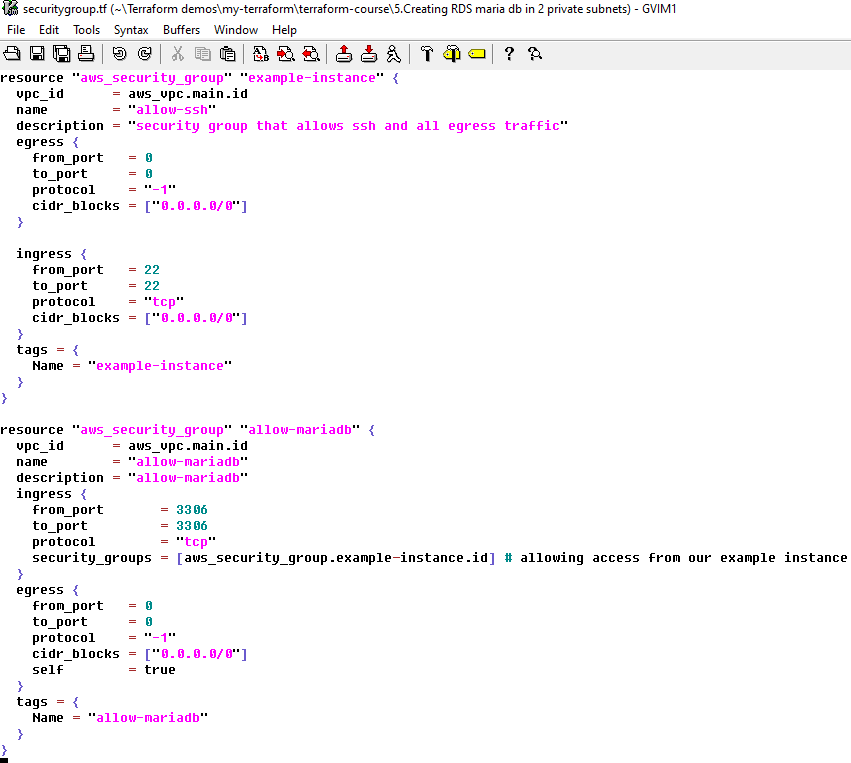 securitygroup.tf (~\Terraform demos\my-terraform\terraform-course\5.Creating RDS maria db in 2 private subnets) - GVIM1
File Edit Tools Syntax Buffers Window Help
resource "aws_security_group" "example-instance" {
  vpc_id      = aws_vpc.main.id
  name        = "allow-ssh"
  description = "security group that allows ssh and all egress traffic"
  egress {
    from_port   = 0
    to_port     = 0
    protocol    = "-1"
    cidr_blocks = ["0.0.0.0/0"]
  }

  ingress {
    from_port   = 22
    to_port     = 22
    protocol    = "tcp"
    cidr_blocks = ["0.0.0.0/0"]
  }
  tags = {
    Name = "example-instance"
  }
}

resource "aws_security_group" "allow-mariadb" {
  vpc_id      = aws_vpc.main.id
  name        = "allow-mariadb"
  description = "allow-mariadb"
  ingress {
    from_port       = 3306
    to_port         = 3306
    protocol        = "tcp"
    security_groups = [aws_security_group.example-instance.id] # allowing access from our example instance
  }
  egress {
    from_port   = 0
    to_port     = 0
    protocol    = "-1"
    cidr_blocks = ["0.0.0.0/0"]
    self        = true
  }
  tags = {
    Name = "allow-mariadb"
  }
}